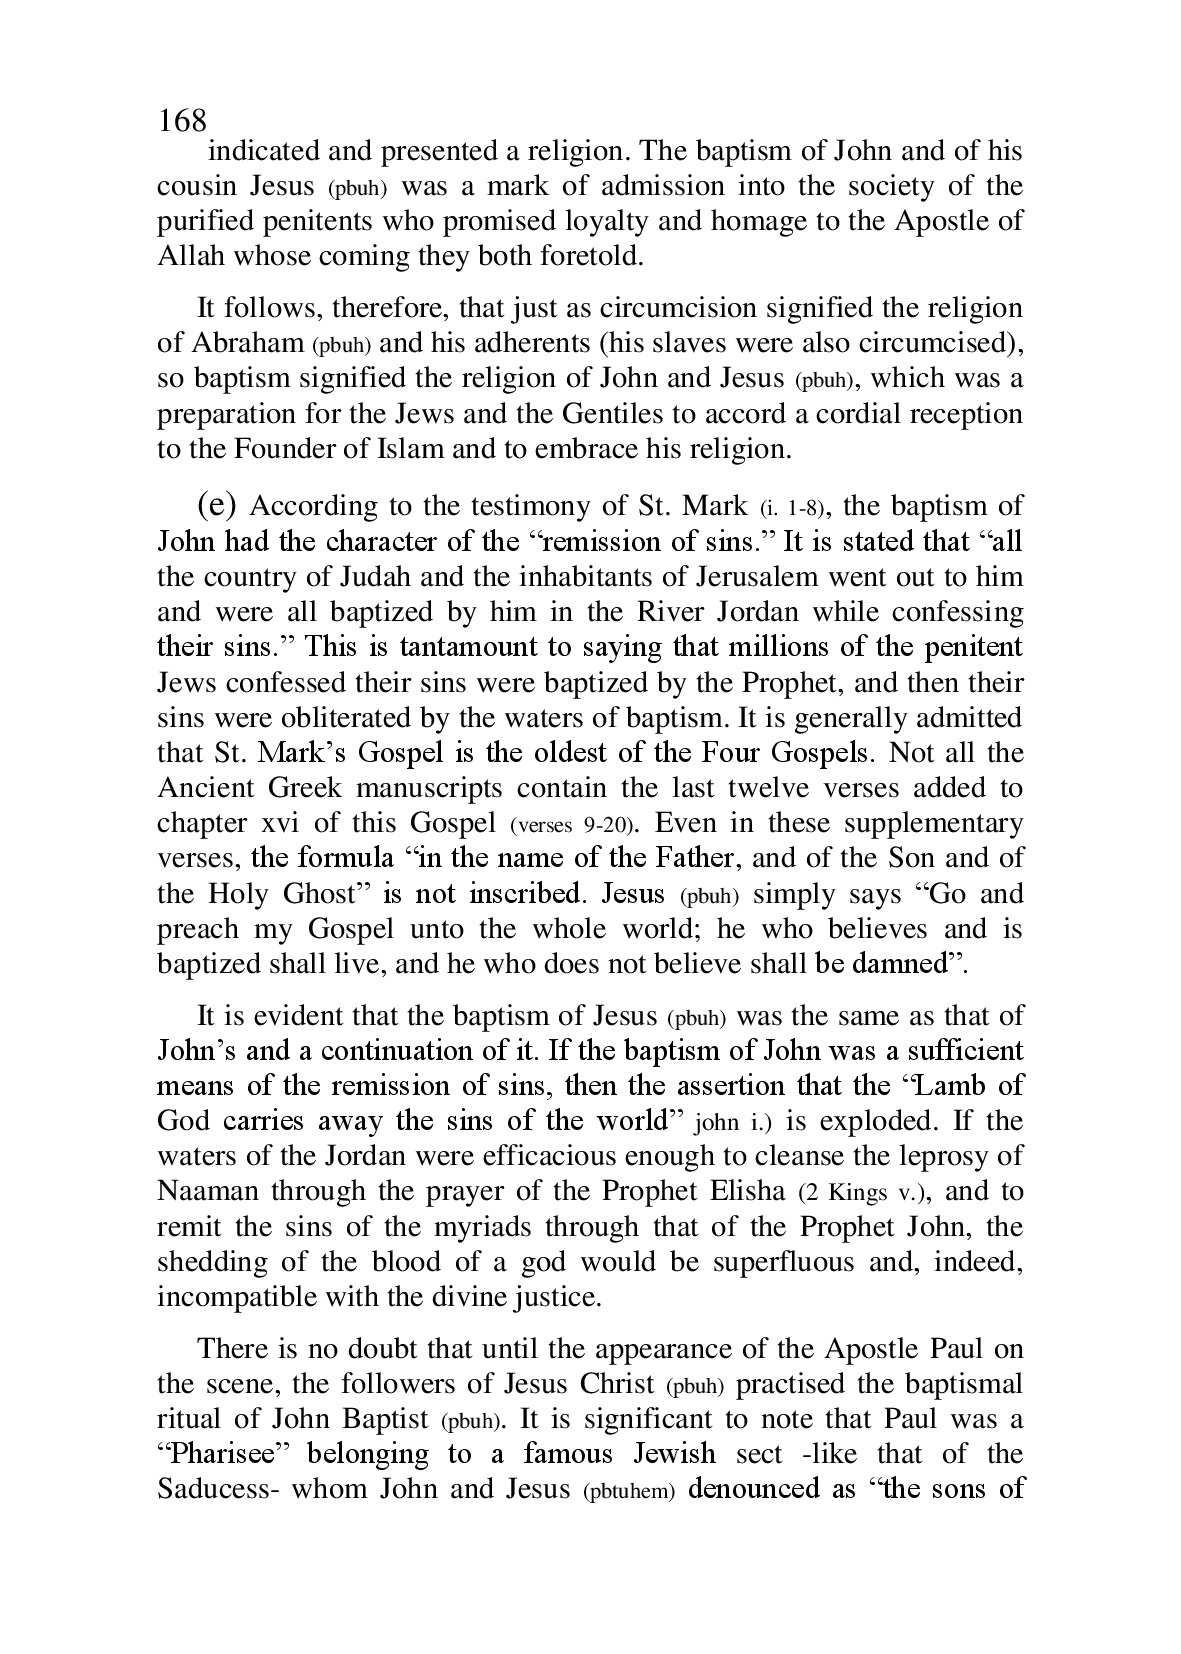 168
indicated and presented a religion. The baptism of John and of his
cousin Jesus (pbuh) was a mark of admission into the society of the
purified penitents who promised loyalty and homage to the Apostle of
Allah whose coming they both foretold.
It follows, therefore, that just as circumcision signified the religion
of Abraham (pbuh) and his adherents (his slaves were also circumcised),
so baptism signified the religion of John and Jesus (pbuh), which was a
preparation for the Jews and the Gentiles to accord a cordial reception
to the Founder of Islam and to embrace his religion.
(e) According to the testimony of St. Mark (i. 1-8), the baptism of
John had the character of the “remission of sins.” It is stated that “all
the country of Judah and the inhabitants of Jerusalem went out to him
and were all baptized by him in the River Jordan while confessing
their sins.” This is tantamount to saying that millions of the penitent
Jews confessed their sins were baptized by the Prophet, and then their
sins were obliterated by the waters of baptism. It is generally admitted
that St. Mark’s Gospel is the oldest of the Four Gospels. Not all the
Ancient Greek manuscripts contain the last twelve verses added to
chapter xvi of this Gospel (verses 9-20). Even in these supplementary
verses, the formula “in the name of the Father, and of the Son and of
the Holy Ghost” is not inscribed. Jesus (pbuh) simply says “Go and
preach my Gospel unto the whole world; he who believes and is
baptized shall live, and he who does not believe shall be damned”.
It is evident that the baptism of Jesus (pbuh) was the same as that of
John’s and a continuation of it. If the baptism of John was a sufficient
means of the remission of sins, then the assertion that the “Lamb of
God carries away the sins of the world” john i.) is exploded. If the
waters of the Jordan were efficacious enough to cleanse the leprosy of
Naaman through the prayer of the Prophet Elisha (2 Kings v.), and to
remit the sins of the myriads through that of the Prophet John, the
shedding of the blood of a god would be superfluous and, indeed,
incompatible with the divine justice.
There is no doubt that until the appearance of the Apostle Paul on
the scene, the followers of Jesus Christ (pbuh) practised the baptismal
ritual of John Baptist (pbuh). It is significant to note that Paul was a
“Pharisee” belonging to a famous Jewish sect -like that of the
Saducess- whom John and Jesus (pbtuhem) denounced as “the sons of